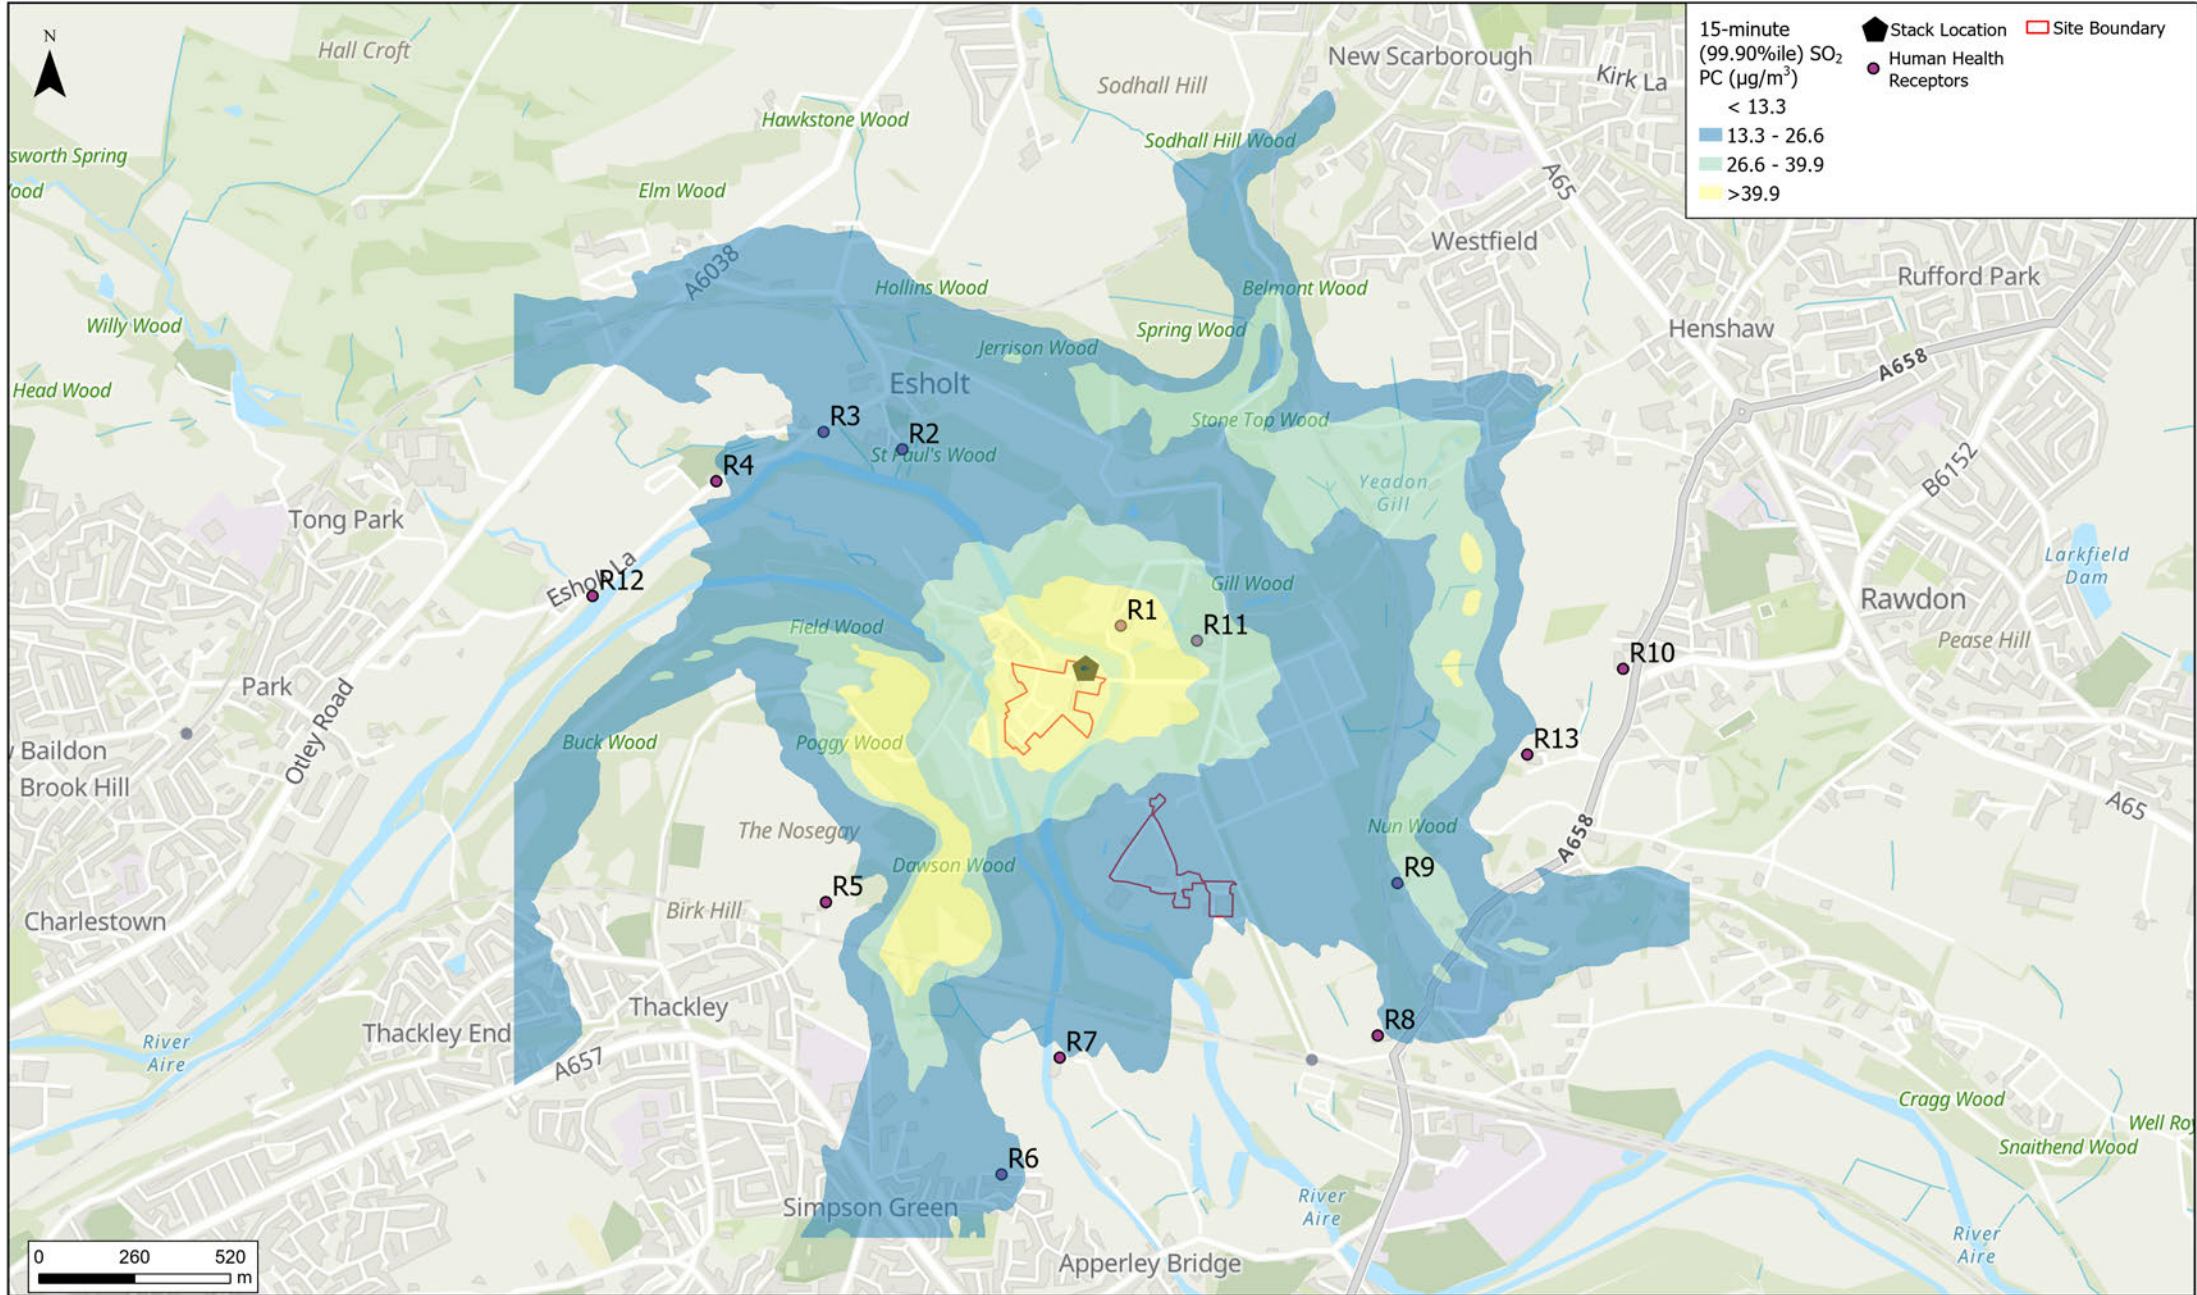 N
Hall Croft
Sodhall Hill
New Scarborough
Kirk La
15-minute
(99.90%ile) SO₂
PC (µg/m³)
< 13.3
13.3 - 26.6
26.6 - 39.9
>39.9
Stack Location
Human Health
Receptors
Site Boundary
Hawkstone Wood
Sodhall Hill Wood
sworth Spring
ood
Elm Wood
A65
Westfield
A6038
Rufford Park
Hollins Wood
Belmont Wood
Willy Wood
Spring Wood
Henshaw
Jerrison Wood
A658
Head Wood
Esholt
R3
R2
Stone Top Wood
St Paul's Wood
R4
Yeadon
Gill
B6152
Tong Park
Larkfield
Dam
Esholt La
R12
Gill Wood
Rawdon
R1
R11
Field Wood
Pease Hill
R10
Park
Otley Road
Buck Wood
Poggy Wood
R13
Baildon
Brook Hill
A65
The Nosegay
Nun Wood
A658
Dawson Wood
R9
R5
Birk Hill
Charlestown
Thackley
Thackley End
R8
River
Aire
R7
A657
Cragg Wood
Well Ro
Snaithend Wood
R6
Simpson Green
River
Aire
River
Aire
Apperley Bridge
0 260 520
m